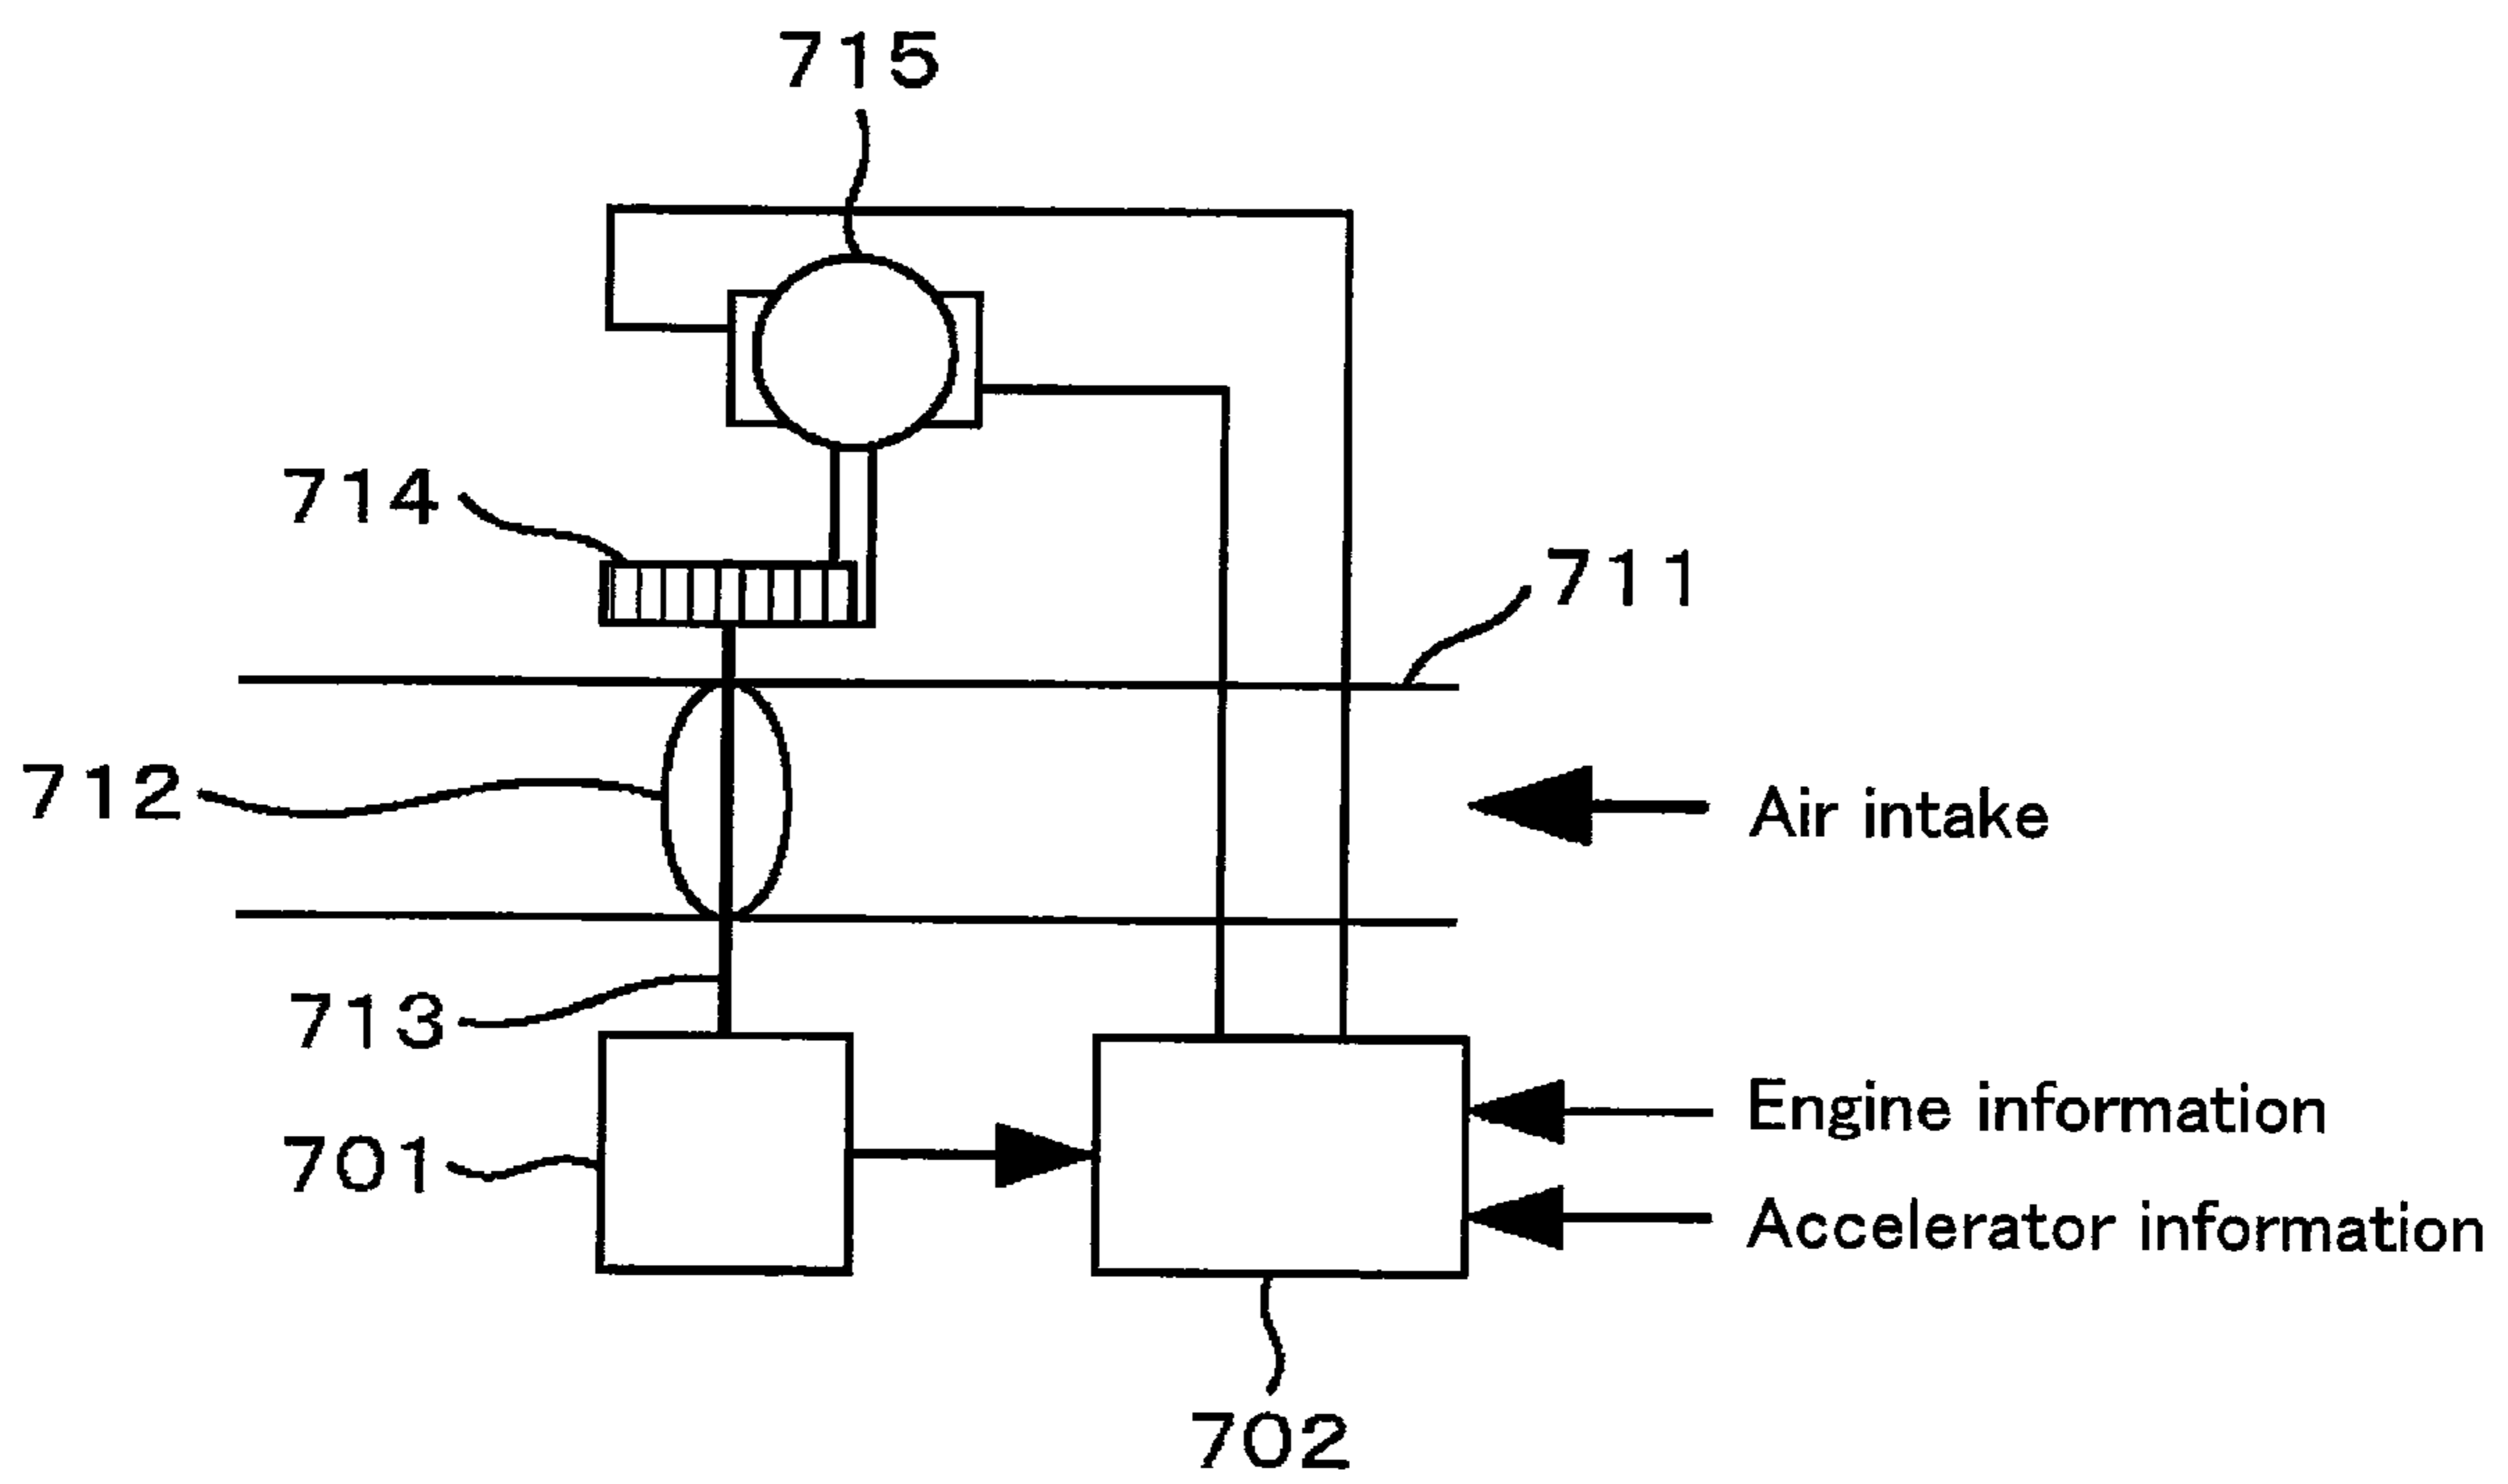 715
714
711
712
Air intake
713
Engine information
701
Accelerator information
702